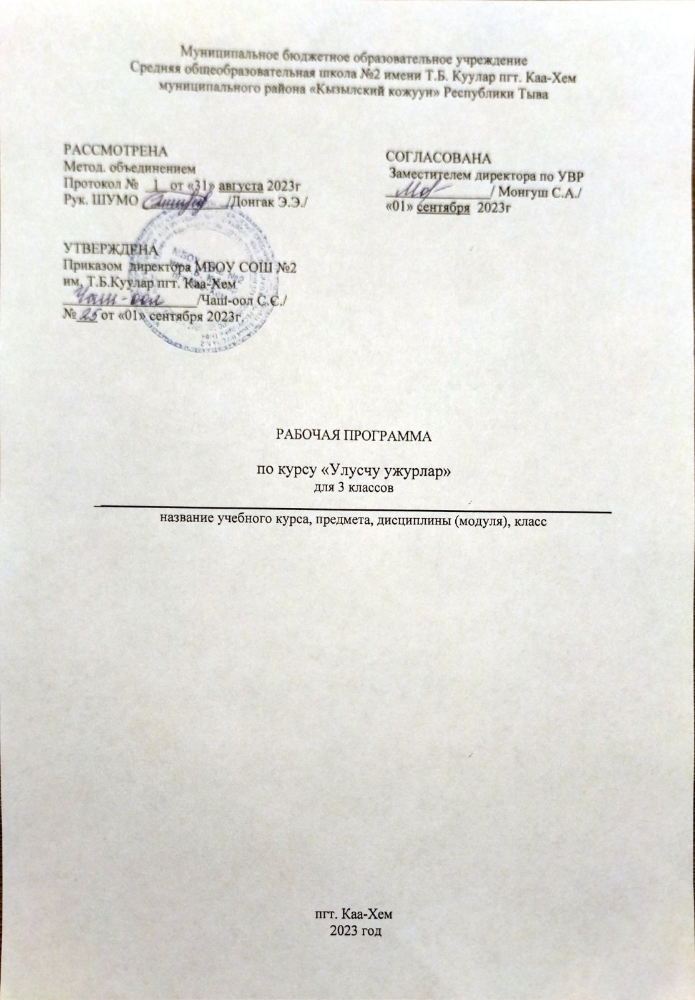 Муниципальное бюджетное образовательное учреждение
Средняя общеобразовательная школа №2 имени Т.Б. Куулар пгт. Каа-Хем
муниципального района «Кызылский кожуун» Республики Тыва
РАССМОТРЕНА
Метод. объединением
Протокол № 1 от «31» августа 2023г
Рук. ШУМО /Донгак Э.Э./
СОГЛАСОВАНА
Заместителем директора по УВР
/ Монгуш С.А./
«01» сентября 2023г
УТВЕРЖДЕНА
Приказом директора МБОУ СОШ №2
им. Т.Б.Куулар пгт. Каа-Хем
Чаш-оол /Чаш-оол С.С./
№ 25 от «01» сентября 2023г.
РАБОЧАЯ ПРОГРАММА
по курсу «Улусчу ужурлар»
для 3 классов
название учебного курса, предмета, дисциплины (модуля), класс
пгт. Каа-Хем
2023 год